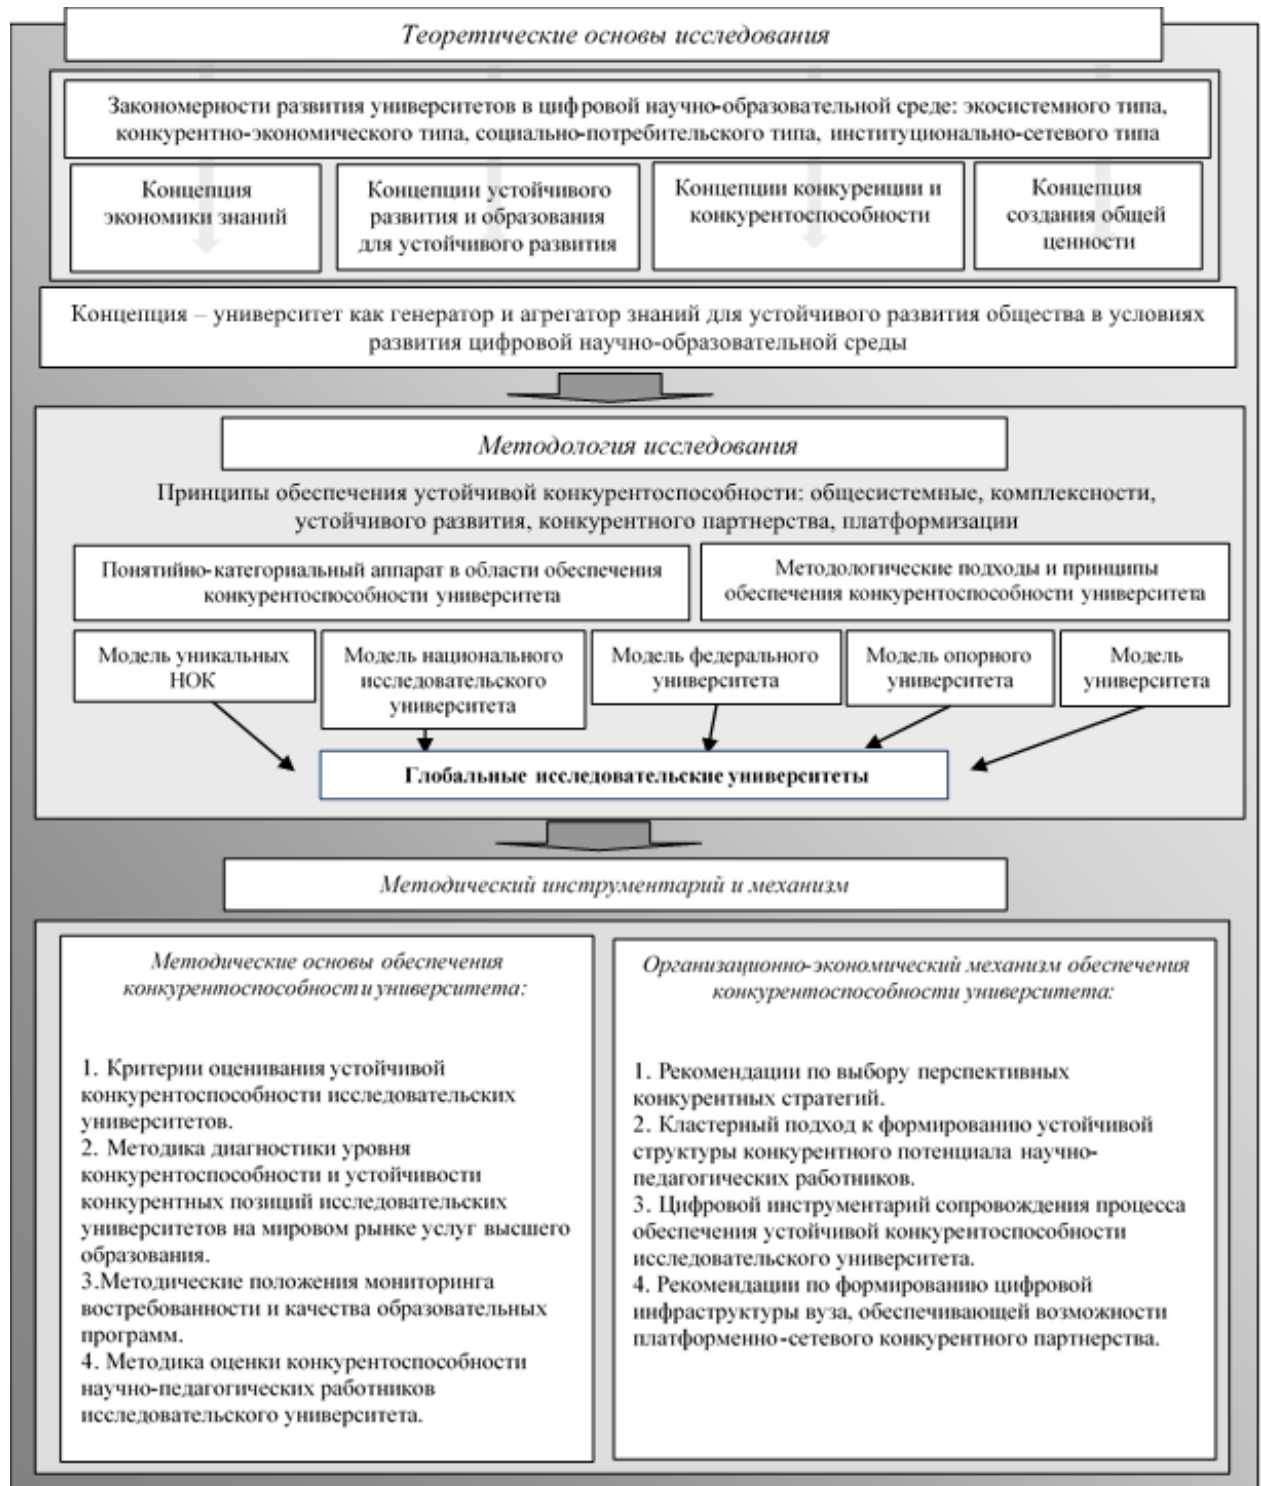 Теоретические основы исследования
Закономерности развития университетов в цифровой научно-образовательной среде: экосистемного типа,
конкурентно-экономического типа, социально-потребительского типа, институционально-сетевого типа
Концепция
экономики знаний
Концепции устойчивого
развития и образования
для устойчивого развития
Концепции конкуренции и
конкурентоспособности
Концепция
создания общей
ценности
Концепция – университет как генератор и агрегатор знаний для устойчивого развития общества в условиях
развития цифровой научно-образовательной среды
Методология исследования
Принципы обеспечения устойчивой конкурентоспособности: общесистемные, комплексности,
устойчивого развития, конкурентного партнерства, платформизации
Понятийно-категориальный аппарат в области обеспечения
конкурентоспособности университета
Методологические подходы и принципы
обеспечения конкурентоспособности университета
Модель уникальных
НОК
Модель национального
исследовательского
университета
Модель федерального
университета
Модель опорного
университета
Модель
университета
Глобальные исследовательские университеты
Методический инструментарий и механизм
Методические основы обеспечения
конкурентоспособности университета:
1. Критерии оценивания устойчивой
конкурентоспособности исследовательских
университетов.
2. Методика диагностики уровня
конкурентоспособности и устойчивости
конкурентных позиций исследовательских
университетов на мировом рынке услуг высшего
образования.
3.Методические положения мониторинга
востребованности и качества образовательных
программ.
4. Методика оценки конкурентоспособности
научно-педагогических работников
исследовательского университета.
Организационно-экономический механизм обеспечения
конкурентоспособности университета:
1. Рекомендации по выбору перспективных
конкурентных стратегий.
2. Кластерный подход к формированию устойчивой
структуры конкурентного потенциала научно-
педагогических работников.
3. Цифровой инструментарий сопровождения процесса
обеспечения устойчивой конкурентоспособности
исследовательского университета.
4. Рекомендации по формированию цифровой
инфраструктуры вуза, обеспечивающей возможности
платформенно-сетевого конкурентного партнерства.